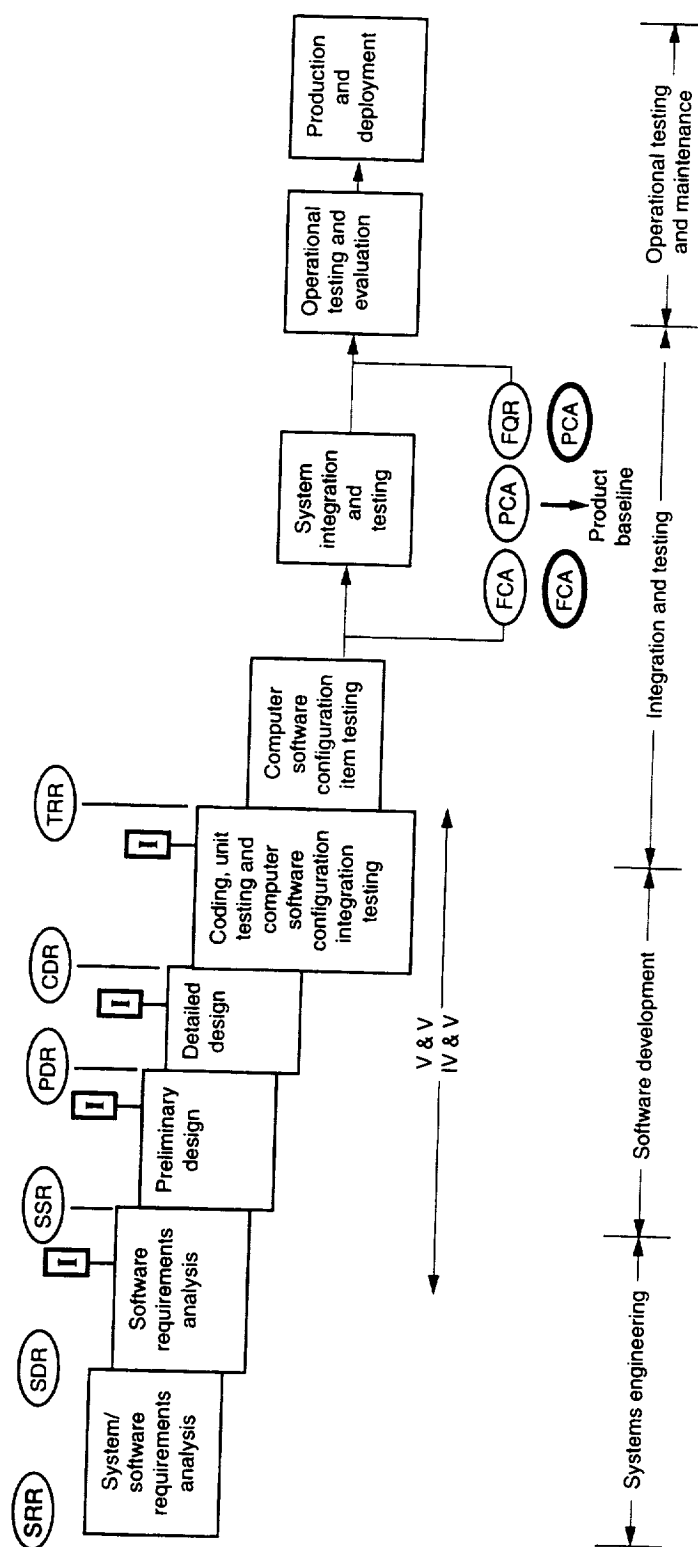 SRR
SDR
SSR
PDR
CDR
TRR
I
I
I
I
System/
software
requirements
analysis
Software
requirements
analysis
Preliminary
design
Detailed
design
Coding, unit
testing and
computer
software
configuration
integration
testing
Computer
software
configuration
item testing
System
integration
and
testing
Operational
testing and
evaluation
Production
and
deployment
V & V
IV & V
FCA
PCA
FQR
FCA
Product
baseline
PCA
Systems engineering
Software development
Integration and testing
Operational testing
and maintenance